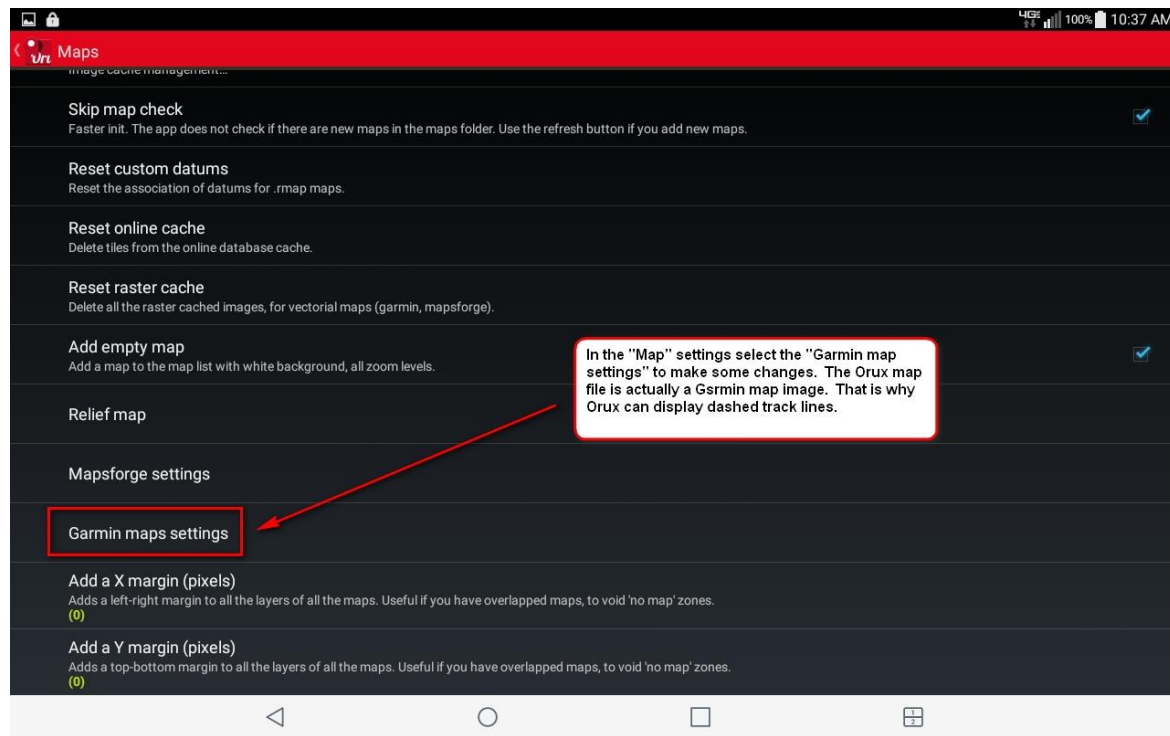 4GE 100% 10:37 AM
Maps
Image cache management...
Skip map check
Faster init. The app does not check if there are new maps in the maps folder. Use the refresh button if you add new maps.
Reset custom datums
Reset the association of datums for .rmap maps.
Reset online cache
Delete tiles from the online database cache.
Reset raster cache
Delete all the raster cached images, for vectorial maps (garmin, mapsforge).
Add empty map
Add a map to the map list with white background, all zoom levels.
In the "Map" settings select the "Garmin map
settings" to make some changes. The Orux map
file is actually a Gsrmin map image. That is why
Orux can display dashed track lines.
Relief map
Mapsforge settings
Garmin maps settings
Add a X margin (pixels)
Adds a left-right margin to all the layers of all the maps. Useful if you have overlapped maps, to void 'no map' zones.
(0)
Add a Y margin (pixels)
Adds a top-bottom margin to all the layers of all the maps. Useful if you have overlapped maps, to void 'no map' zones.
(0)